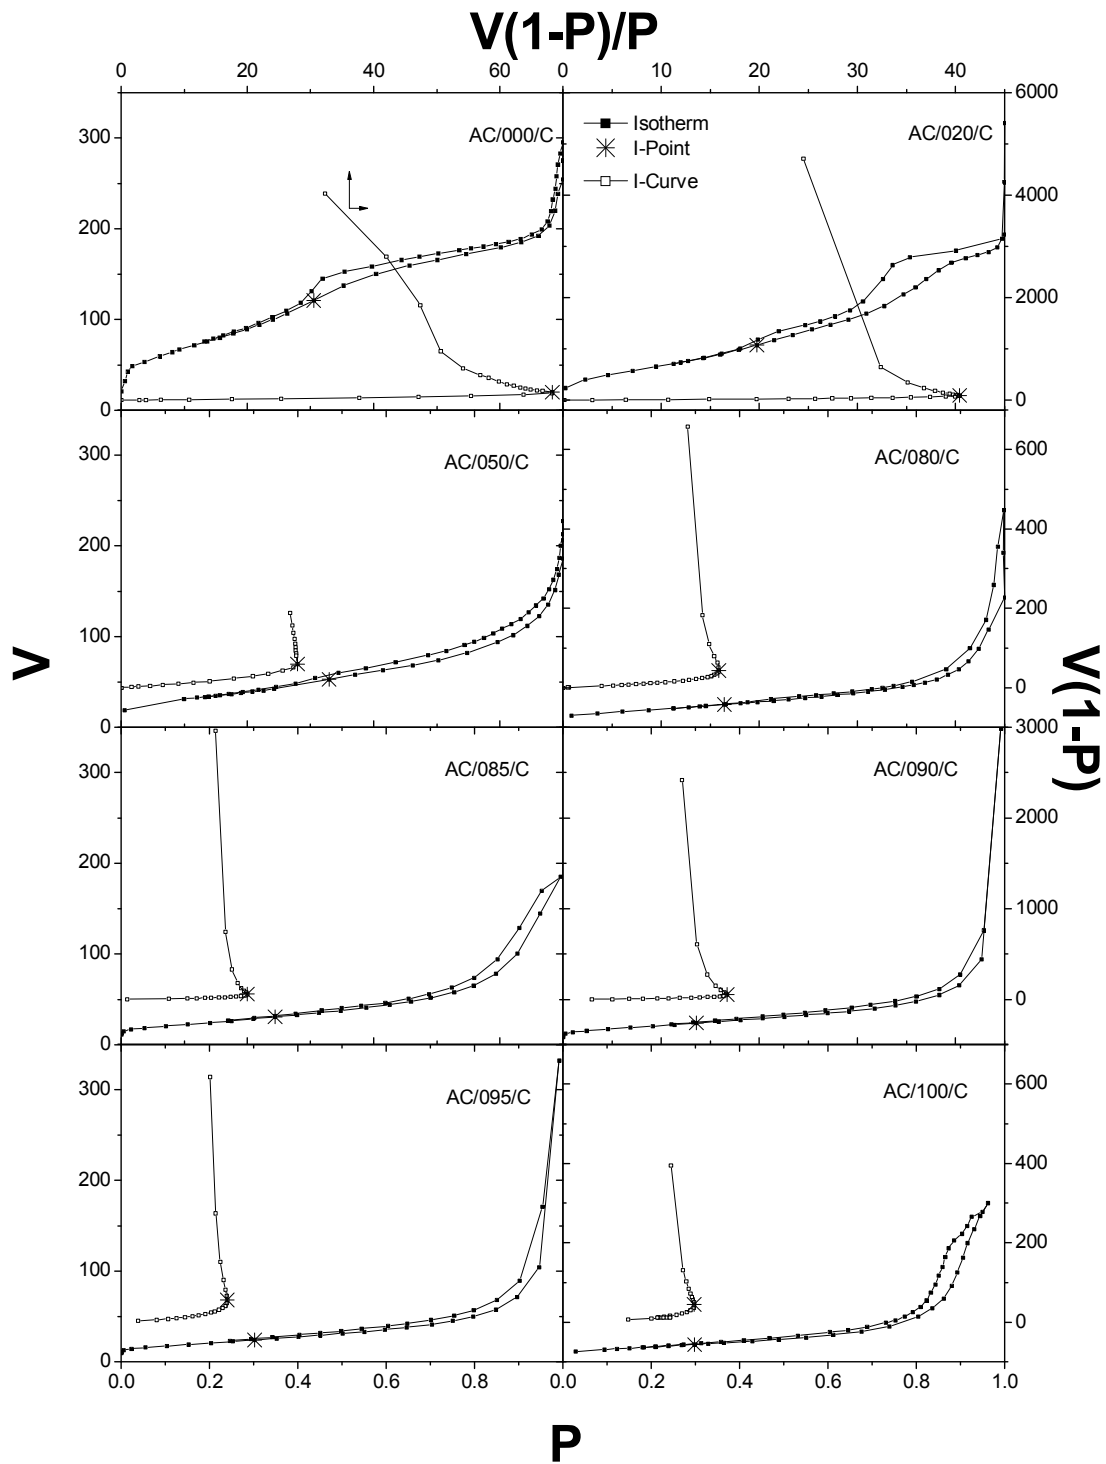 V(1-P)/P
0 20 40 60 0 10 20 30 40
6000
300
AC/000/C
Isotherm
I-Point
I-Curve
AC/020/C
200
4000
100
2000
0
0
300
AC/050/C
AC/080/C
600
200
400
100
200
0
0
V
V(1-P)
3000
300
AC/085/C
AC/090/C
2000
200
1000
100
0
0
300
AC/095/C
AC/100/C
600
200
400
100
200
0
0
0.0 0.2 0.4 0.6 0.8 0.0 0.2 0.4 0.6 0.8 1.0
P